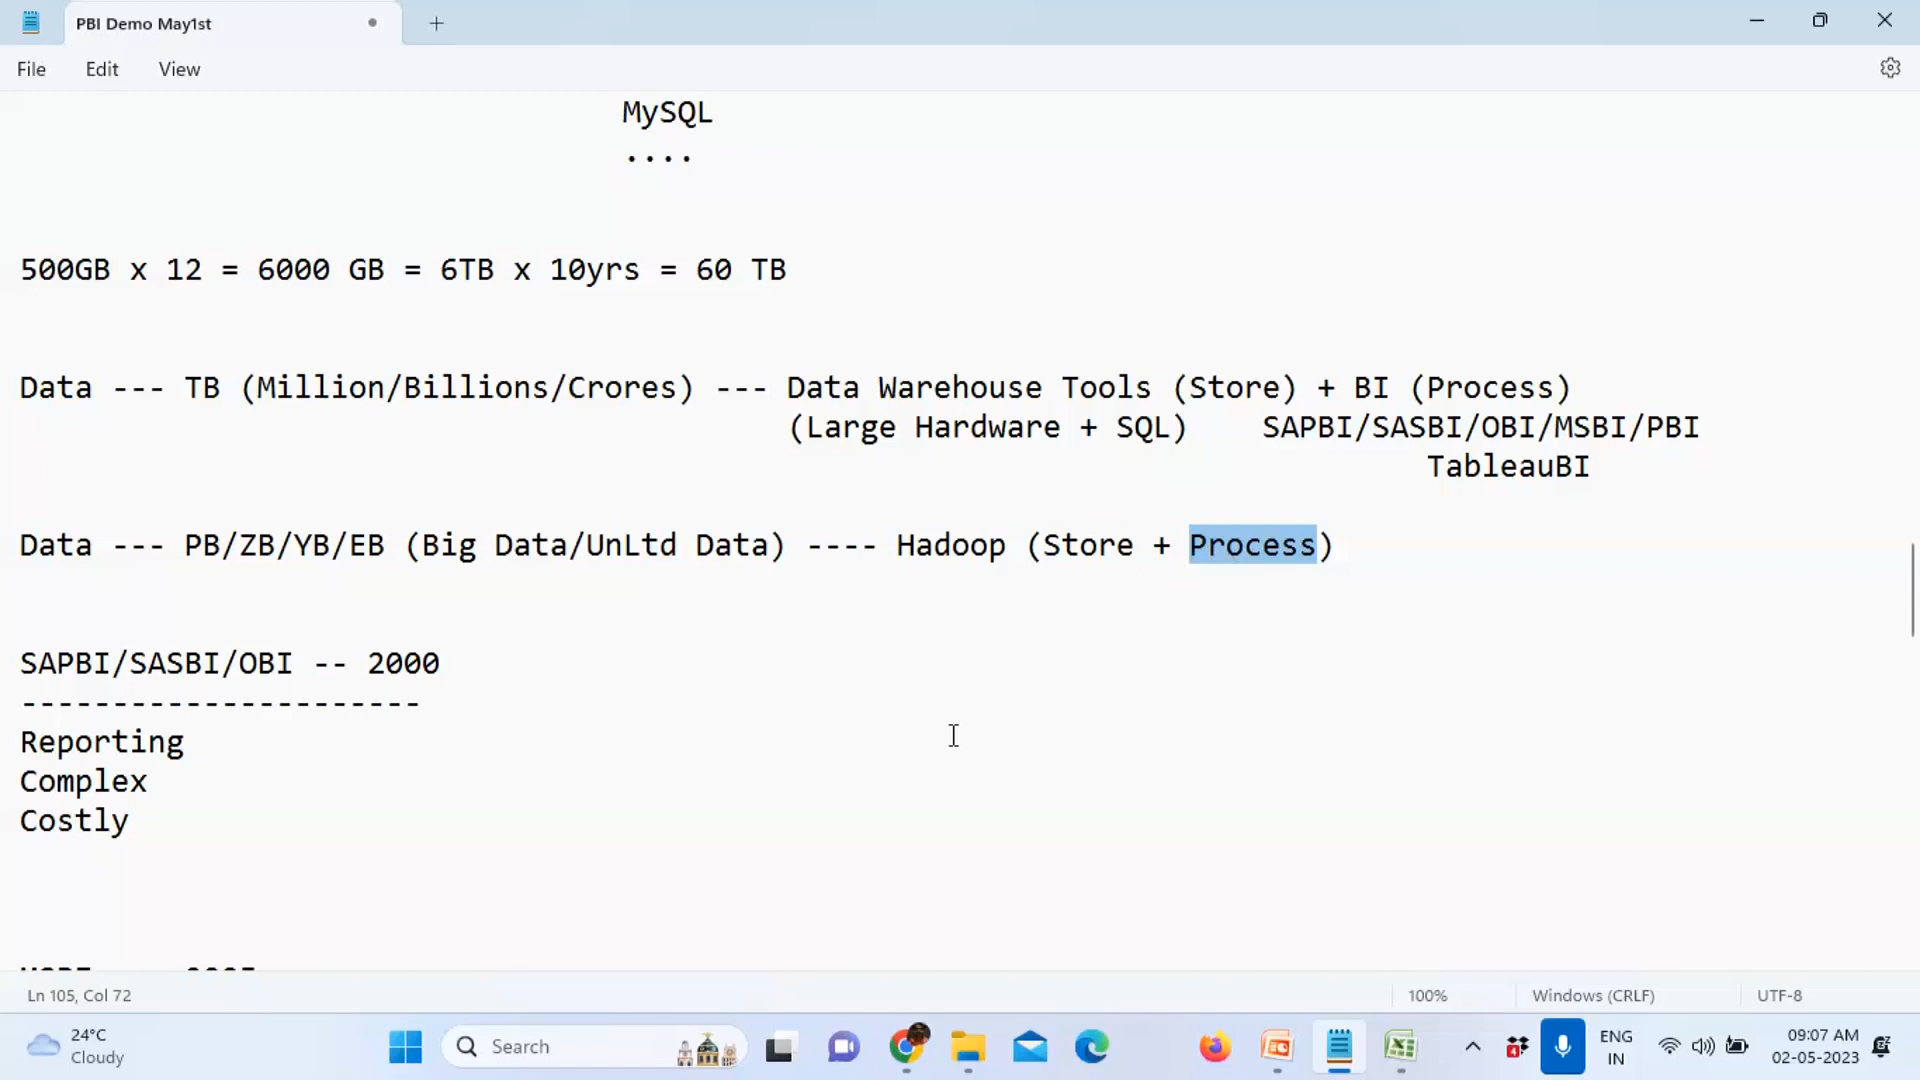 PBI Demo May1st
File Edit View
MySQL
....
500GB x 12 = 6000 GB = 6TB x 10yrs = 60 TB
Data --- TB (Million/Billions/Crores) --- Data Warehouse Tools (Store) + BI (Process)
(Large Hardware + SQL) SAPBI/SASBI/OBI/MSBI/PBI
TableauBI
Data --- PB/ZB/YB/EB (Big Data/UnLtd Data) ---- Hadoop (Store + Process)
SAPBI/SASBI/OBI -- 2000
----------------------
Reporting
Complex
Costly
Ln 105, Col 72 100% Windows (CRLF) UTF-8
24°C
Cloudy
Search
4
ENG
IN
09:07 AM
02-05-2023